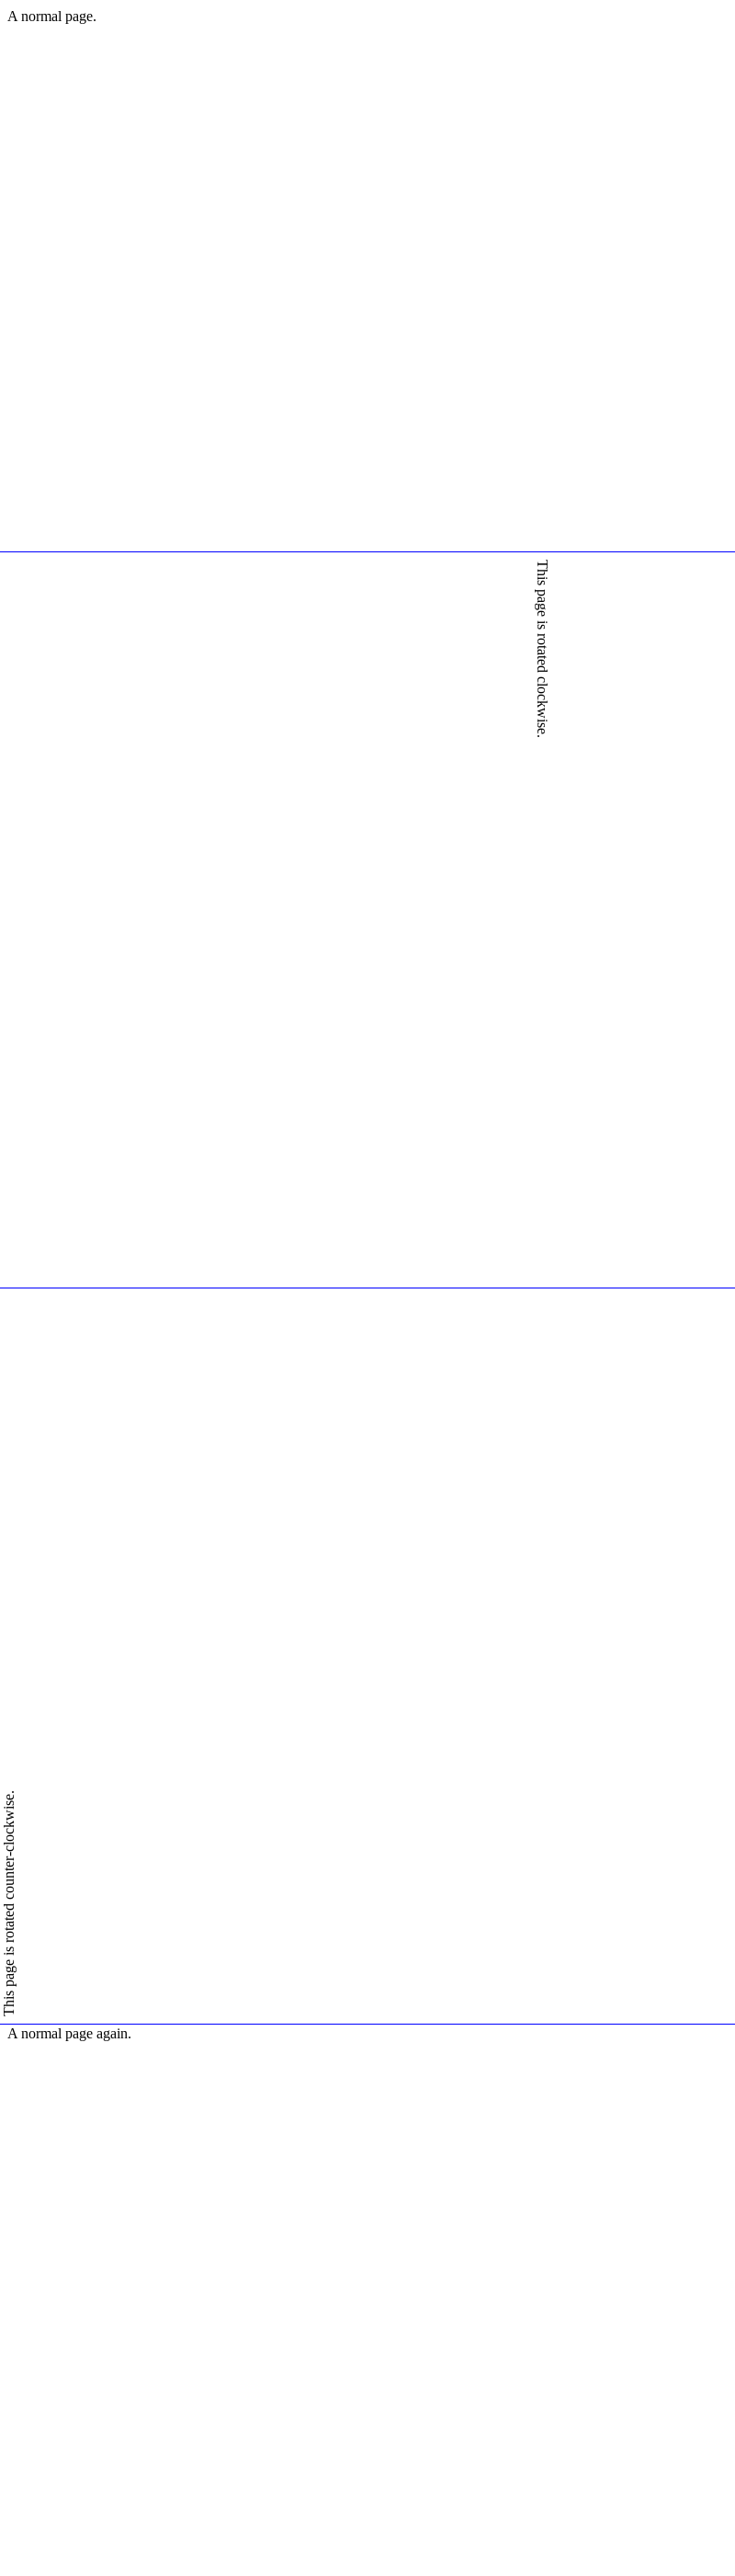 A normal page.
This page is rotated clockwise.
This page is rotated counter-clockwise.
A normal page again.